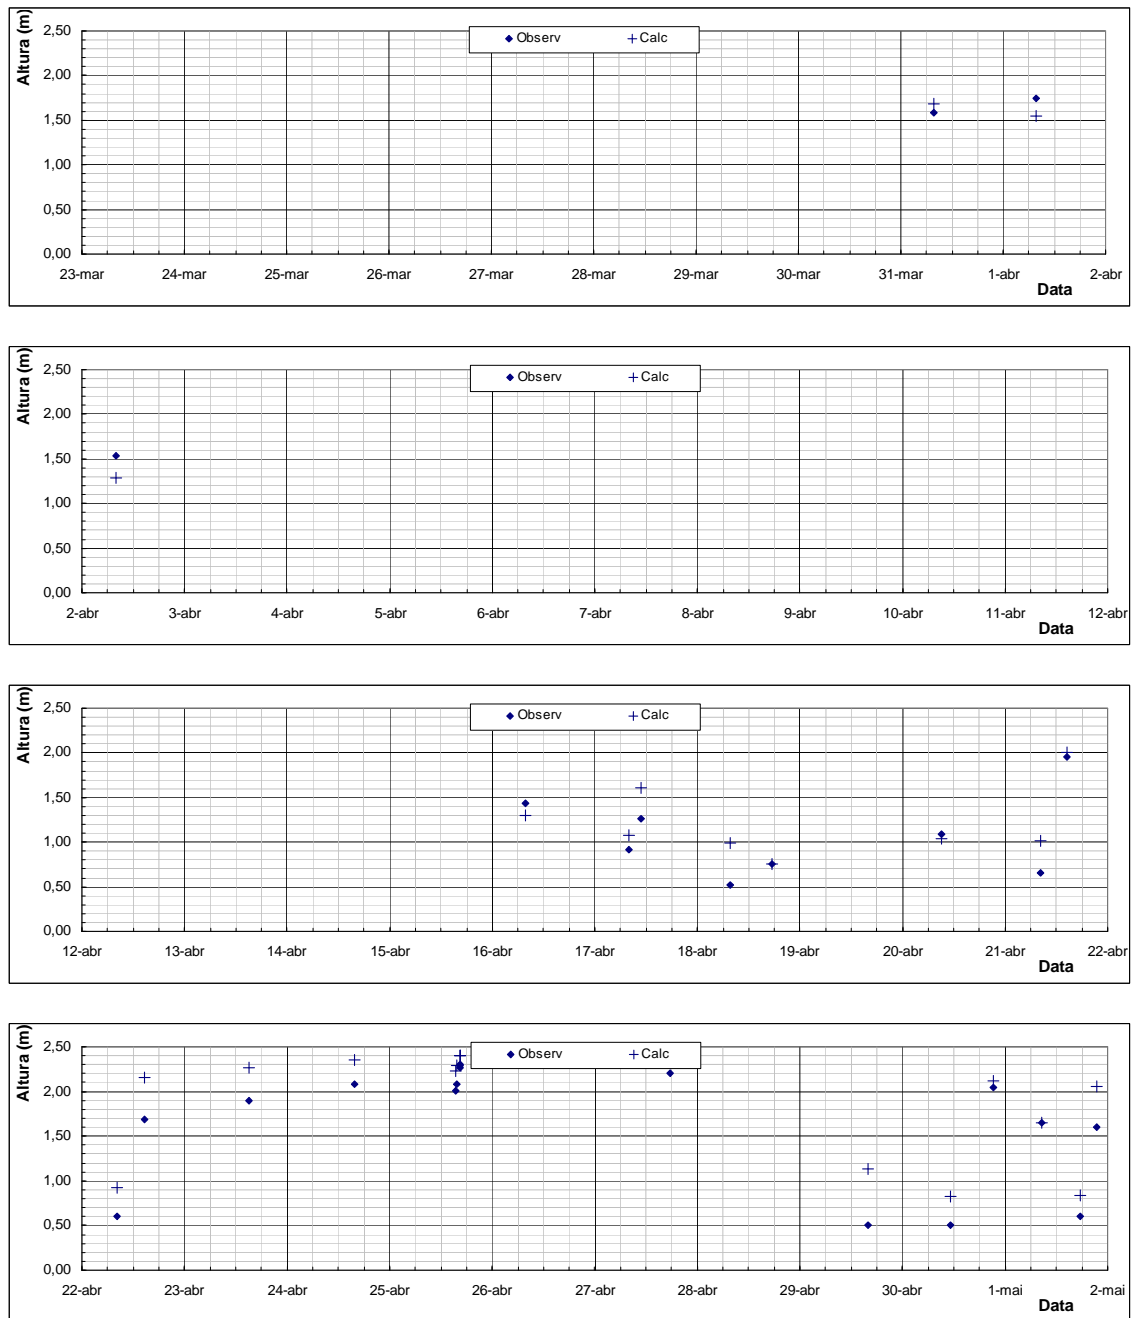 Altura (m)
Observ Calc
2,50
2,00
1,50
1,00
0,50
0,00
23-mar 24-mar 25-mar 26-mar 27-mar 28-mar 29-mar 30-mar 31-mar 1-abr 2-abr
Data
Altura (m)
Observ Calc
2,50
2,00
1,50
1,00
0,50
0,00
2-abr 3-abr 4-abr 5-abr 6-abr 7-abr 8-abr 9-abr 10-abr 11-abr 12-abr
Data
Altura (m)
Observ Calc
2,50
2,00
1,50
1,00
0,50
0,00
12-abr 13-abr 14-abr 15-abr 16-abr 17-abr 18-abr 19-abr 20-abr 21-abr 22-abr
Data
Altura (m)
Observ Calc
2,50
2,00
1,50
1,00
0,50
0,00
22-abr 23-abr 24-abr 25-abr 26-abr 27-abr 28-abr 29-abr 30-abr 1-mai 2-mai
Data